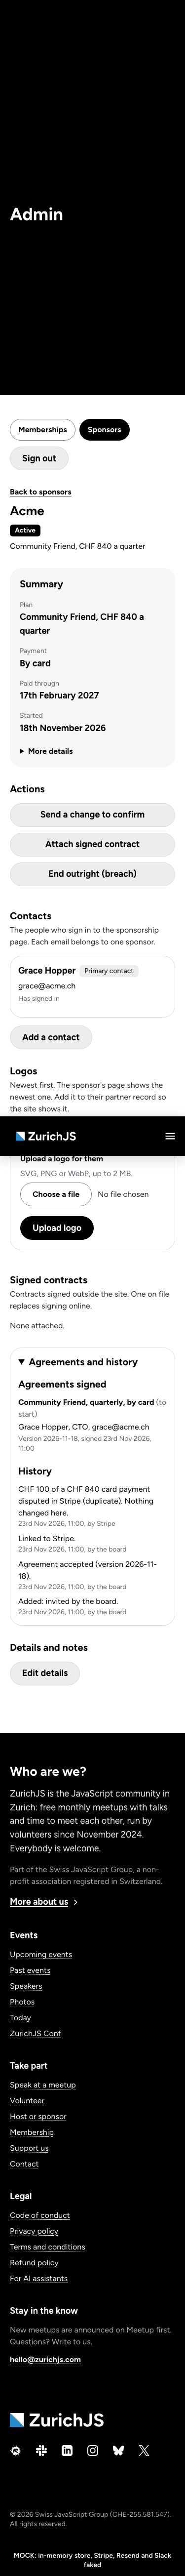 Admin
Memberships
Sponsors
Sign out
Back to sponsors
Acme
Active
Community Friend, CHF 840 a quarter
Summary
Plan
Community Friend, CHF 840 a
quarter
Payment
By card
Paid through
17th February 2027
Started
18th November 2026
More details
Actions
Send a change to confirm
Attach signed contract
End outright (breach)
Contacts
The people who sign in to the sponsorship
page. Each email belongs to one sponsor.
Grace Hopper Primary contact
grace@acme.ch
Has signed in
Add a contact
Logos
Newest first. The sponsor's page shows the
newest one. Add it to their partner record so
the site shows it.
ZurichJS
Upload a logo for them
SVG, PNG or WebP, up to 2 MB.
Choose a file No file chosen
Upload logo
Signed contracts
Contracts signed outside the site. One on file
replaces signing online.
None attached.
Agreements and history
Agreements signed
Community Friend, quarterly, by card (to
start)
Grace Hopper, CTO, grace@acme.ch
Version 2026-11-18, signed 23rd Nov 2026,
11:00
History
CHF 100 of a CHF 840 card payment
disputed in Stripe (duplicate). Nothing
changed here.
23rd Nov 2026, 11:00, by Stripe
Linked to Stripe.
23rd Nov 2026, 11:00, by the board
Agreement accepted (version 2026-11-
18).
23rd Nov 2026, 11:00, by the board
Added: invited by the board.
23rd Nov 2026, 11:00, by the board
Details and notes
Edit details
Who are we?
ZurichJS is the JavaScript community in
Zurich: free monthly meetups with talks
and time to meet each other, run by
volunteers since November 2024.
Everybody is welcome.
Part of the Swiss JavaScript Group, a non-
profit association registered in Switzerland.
More about us
Events
Upcoming events
Past events
Speakers
Photos
Today
ZurichJS Conf
Take part
Speak at a meetup
Volunteer
Host or sponsor
Membership
Support us
Contact
Legal
Code of conduct
Privacy policy
Terms and conditions
Refund policy
For AI assistants
Stay in the know
New meetups are announced on Meetup first.
Questions? Write to us.
hello@zurichjs.com
ZurichJS
© 2026 Swiss JavaScript Group (CHE-255.581.547).
All rights reserved.
MOCK: in-memory store, Stripe, Resend and Slack
faked